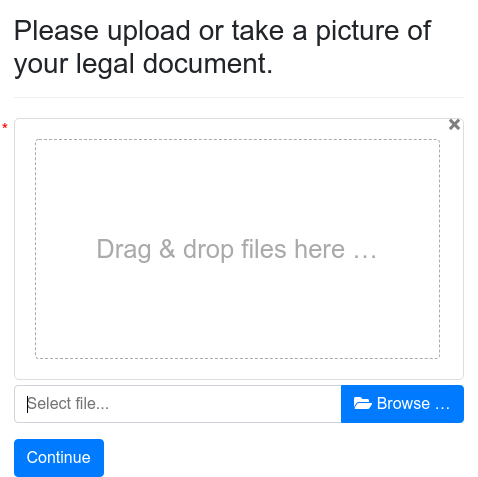 Please upload or take a picture of
your legal document.
*
×
Drag & drop files here …
Select file...
Browse …
Continue